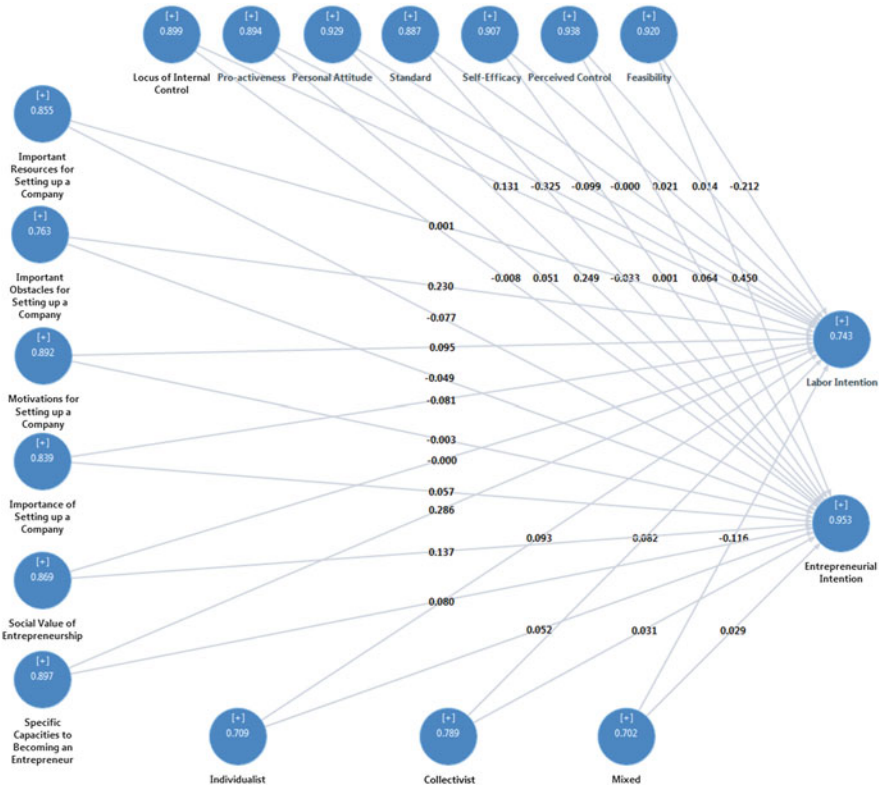 [+] [+] [+] [+] [+] [+] [+]
0.899 0.894 0.929 0.887 0.907 0.938 0.920
Locus of Internal Pro-activeness Personal Attitude Standard Self-Efficacy Perceived Control Feasibility
Control
[+]
0.855
Important
Resources for
Setting up a
Company
0.131 -0.325 -0.099 -0.000 0.021 0.014 -0.212
[+]
0.763
0.001
Important
Obstacles for
Setting up a
Company
-0.008 0.051 0.249 -0.033 0.001 0.064 0.450
0.230
-0.077
[+]
0.743
Labor Intention
[+]
0.892
0.095
Motivations for
Setting up a
Company
-0.049
-0.081
[+]
0.839
-0.003
-0.000
Importance of
Setting up a
Company
0.057
0.286
[+]
0.953
Entrepreneurial
Intention
0.093 0.082 -0.116
0.137
[+]
0.869
Social Value of
Entrepreneurship
0.080
0.052 0.031 0.029
[+]
0.897
Specific
Capacities to
Becoming an
Entrepreneur
[+] [+] [+]
0.709 0.789 0.702
Individualist Collectivist Mixed